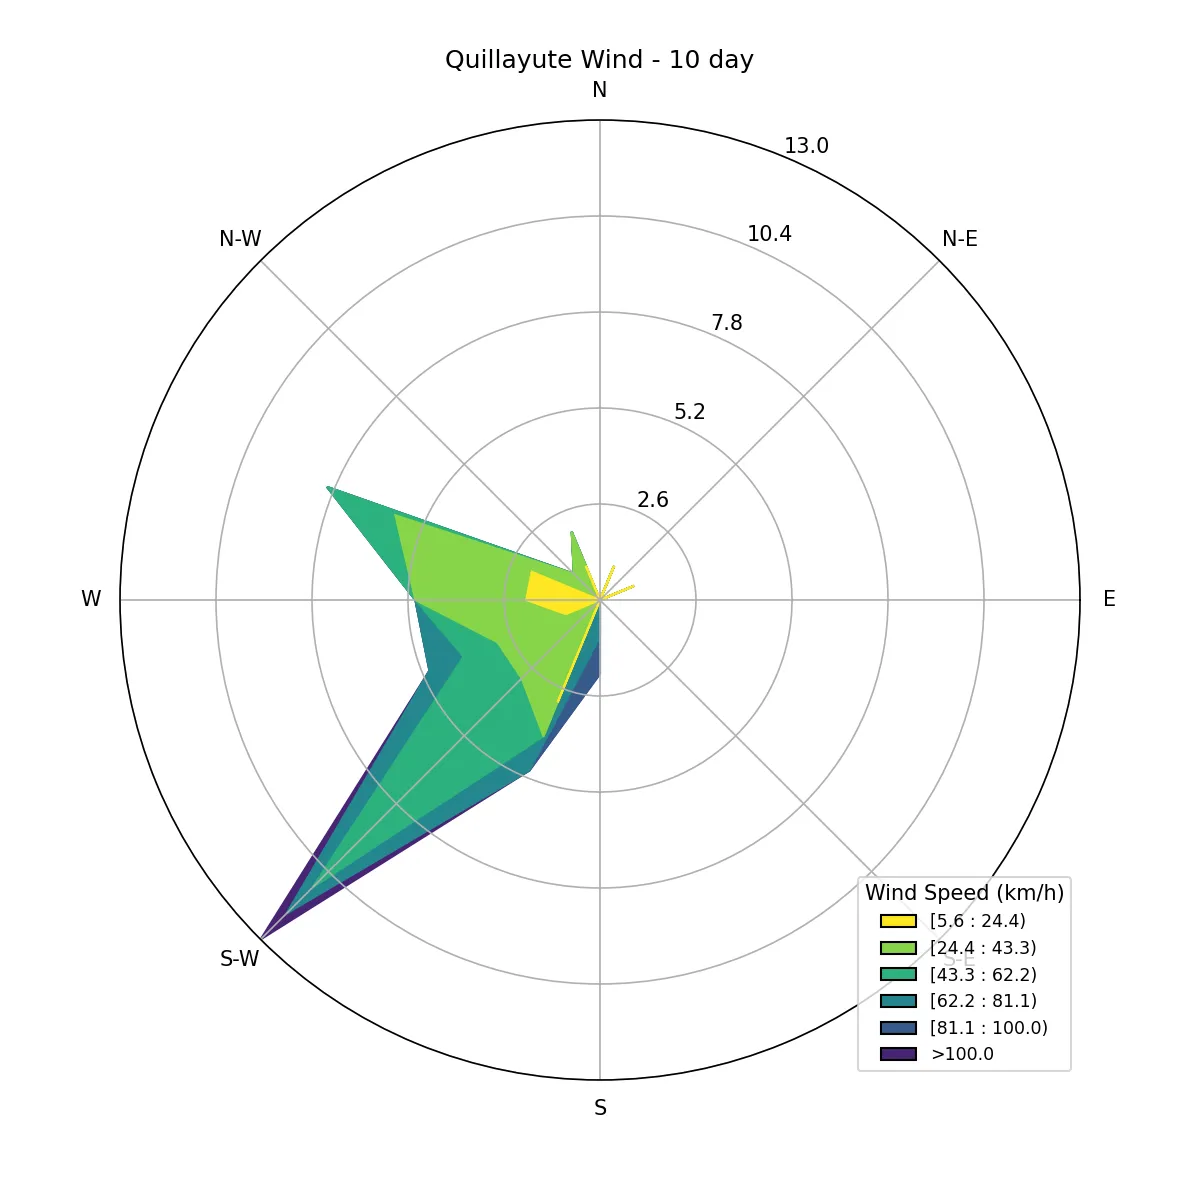 Quillayute Wind - 10 day
N
13.0
N-W
N-E
10.4
7.8
5.2
2.6
W
E
S-W
S-E
Wind Speed (km/h)
[5.6 : 24.4)
[24.4 : 43.3)
[43.3 : 62.2)
[62.2 : 81.1)
[81.1 : 100.0)
>100.0
S